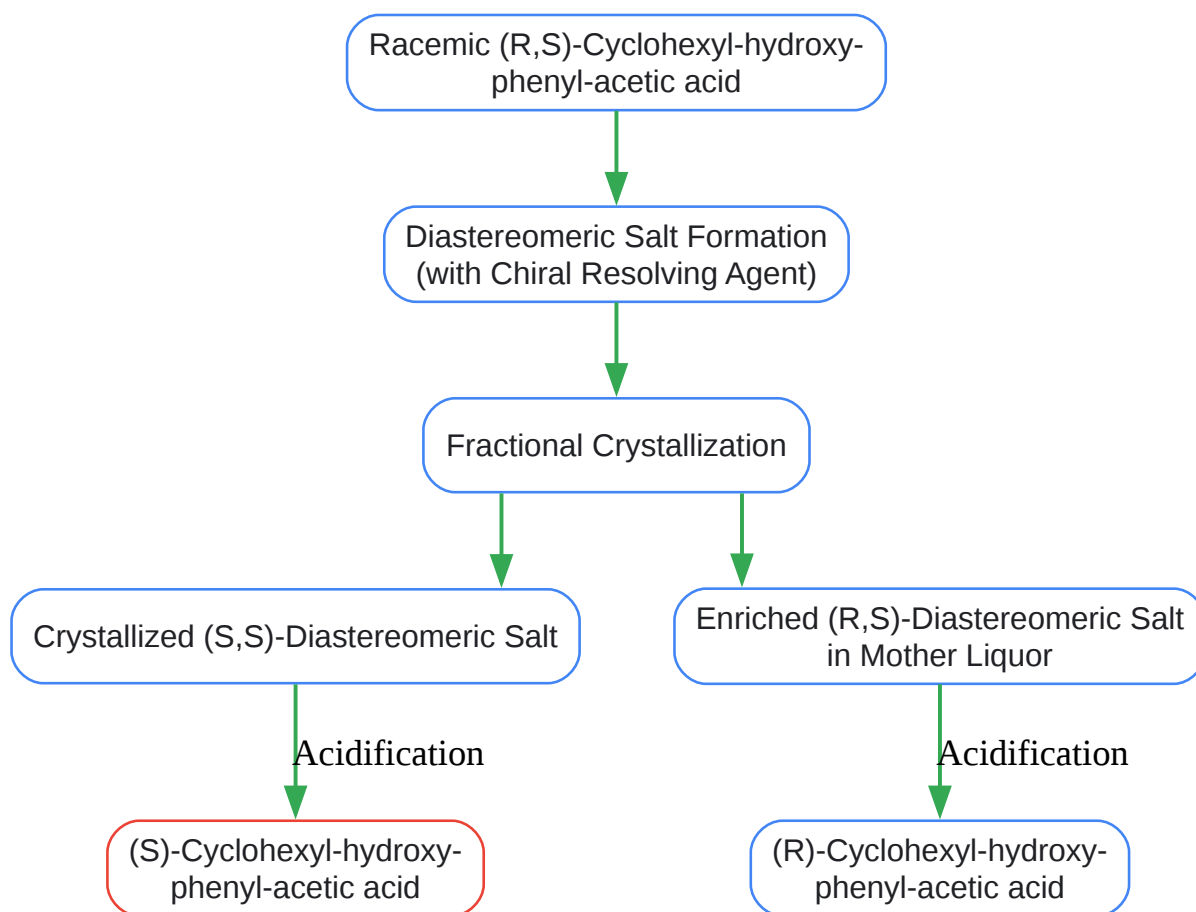 Racemic (R,S)-Cyclohexyl-hydroxy-
phenyl-acetic acid
Diastereomeric Salt Formation
(with Chiral Resolving Agent)
Fractional Crystallization
Crystallized (S,S)-Diastereomeric Salt
Enriched (R,S)-Diastereomeric Salt
in Mother Liquor
Acidification
Acidification
(S)-Cyclohexyl-hydroxy-
phenyl-acetic acid
(R)-Cyclohexyl-hydroxy-
phenyl-acetic acid